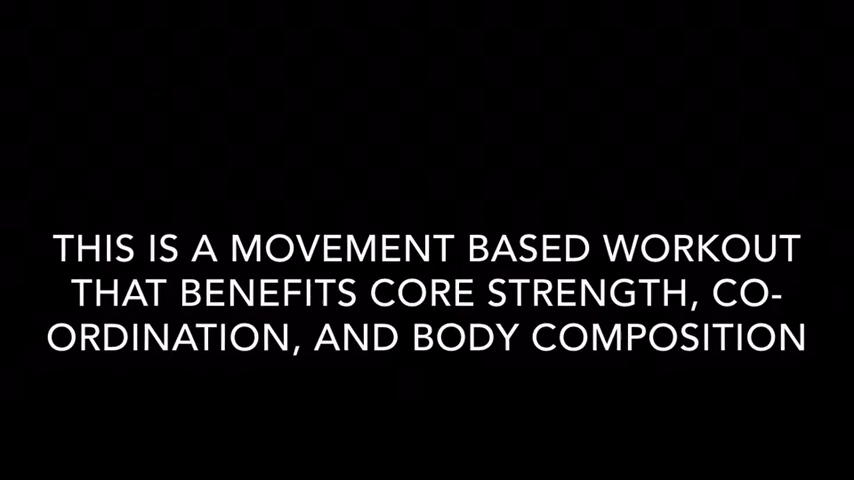 THIS IS A MOVEMENT BASED WORKOUT
THAT BENEFITS CORE STRENGTH, CO-
ORDINATION, AND BODY COMPOSITION